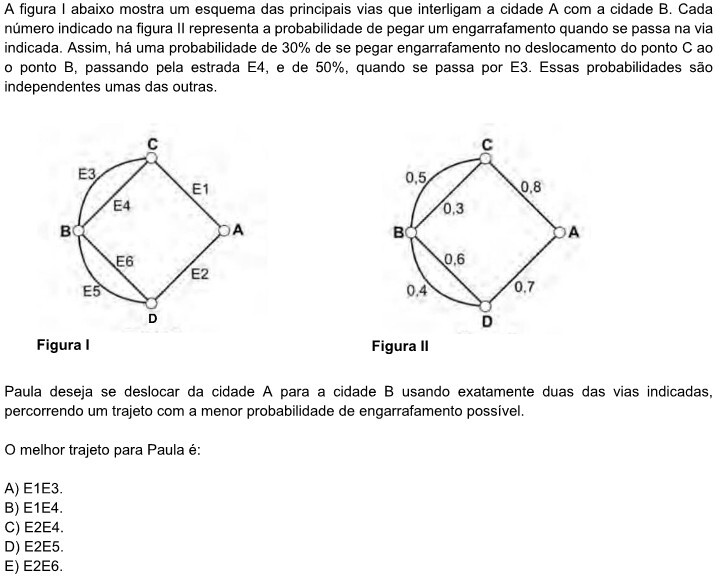 A figura I abaixo mostra um esquema das principais vias que interligam a cidade A com a cidade B. Cada
número indicado na figura II representa a probabilidade de pegar um engarrafamento quando se passa na via
indicada. Assim, há uma probabilidade de 30% de se pegar engarrafamento no deslocamento do ponto C ao
o ponto B, passando pela estrada E4, e de 50%, quando se passa por E3. Essas probabilidades são
independentes umas das outras.
C
E3
E1
E4
B
A
E6
E2
E5
D
Figura I
C
0,5
0,8
0,3
B
A
0,6
0,4
0,7
D
Figura II
Paula deseja se deslocar da cidade A para a cidade B usando exatamente duas das vias indicadas,
percorrendo um trajeto com a menor probabilidade de engarrafamento possível.
O melhor trajeto para Paula é:
A) E1E3.
B) E1E4.
C) E2E4.
D) E2E5.
E) E2E6.